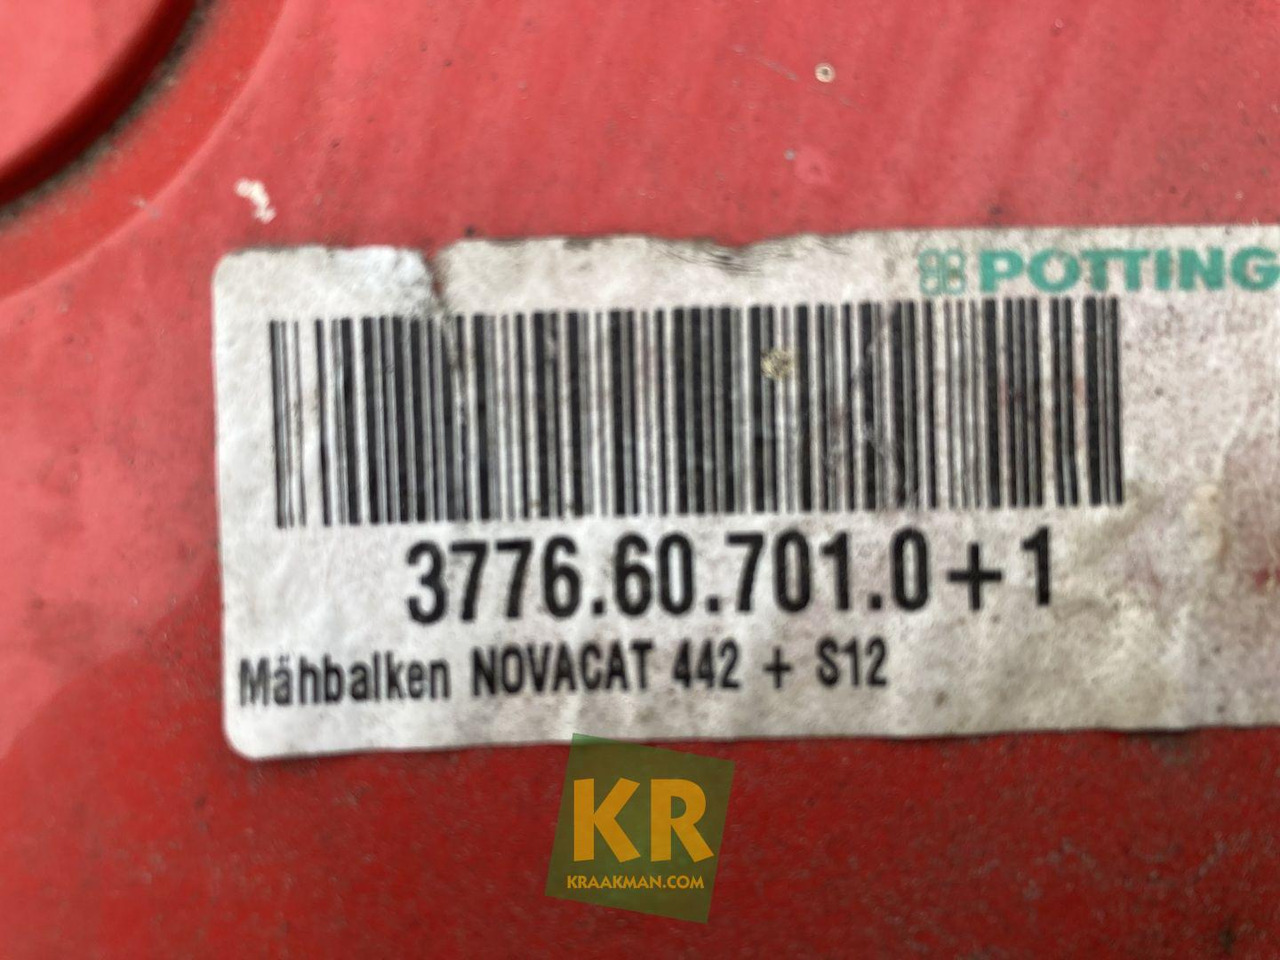 POTTING
3776.60.701.0+1
Mähbalken NOVACAT 442 + S12
KR
KRAAKMAN.COM